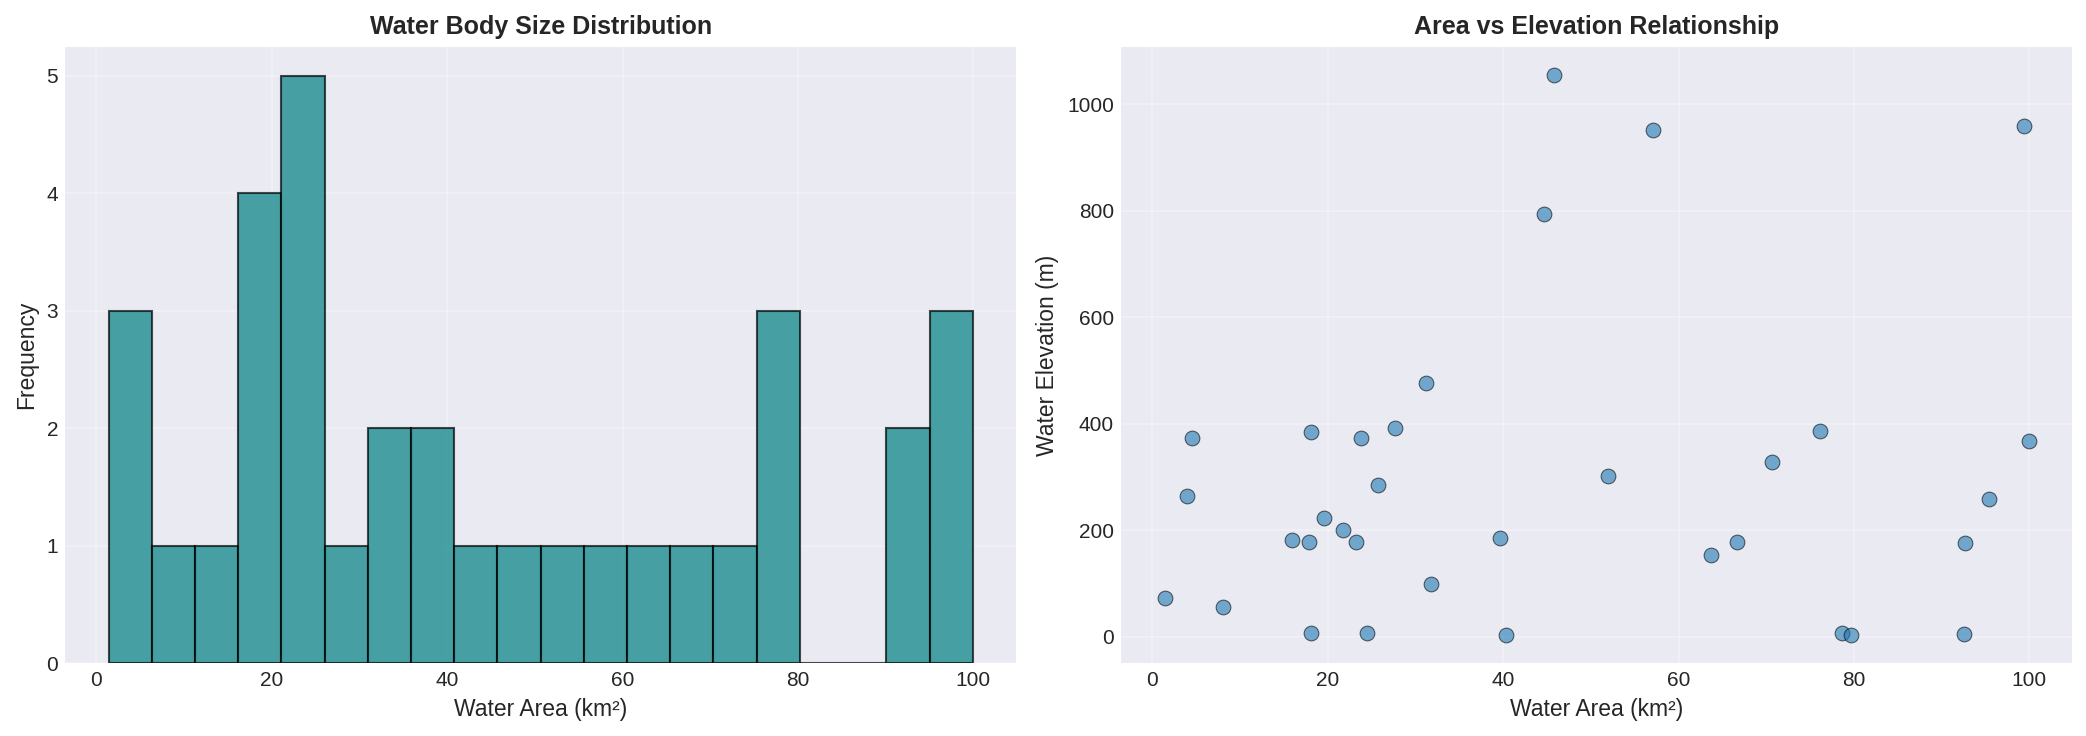 Water Body Size Distribution
5
4
3
2
1
0
Frequency
0 20 40 60 80 100
Water Area (km²)
Area vs Elevation Relationship
1000
800
600
400
200
0
Water Elevation (m)
0 20 40 60 80 100
Water Area (km²)